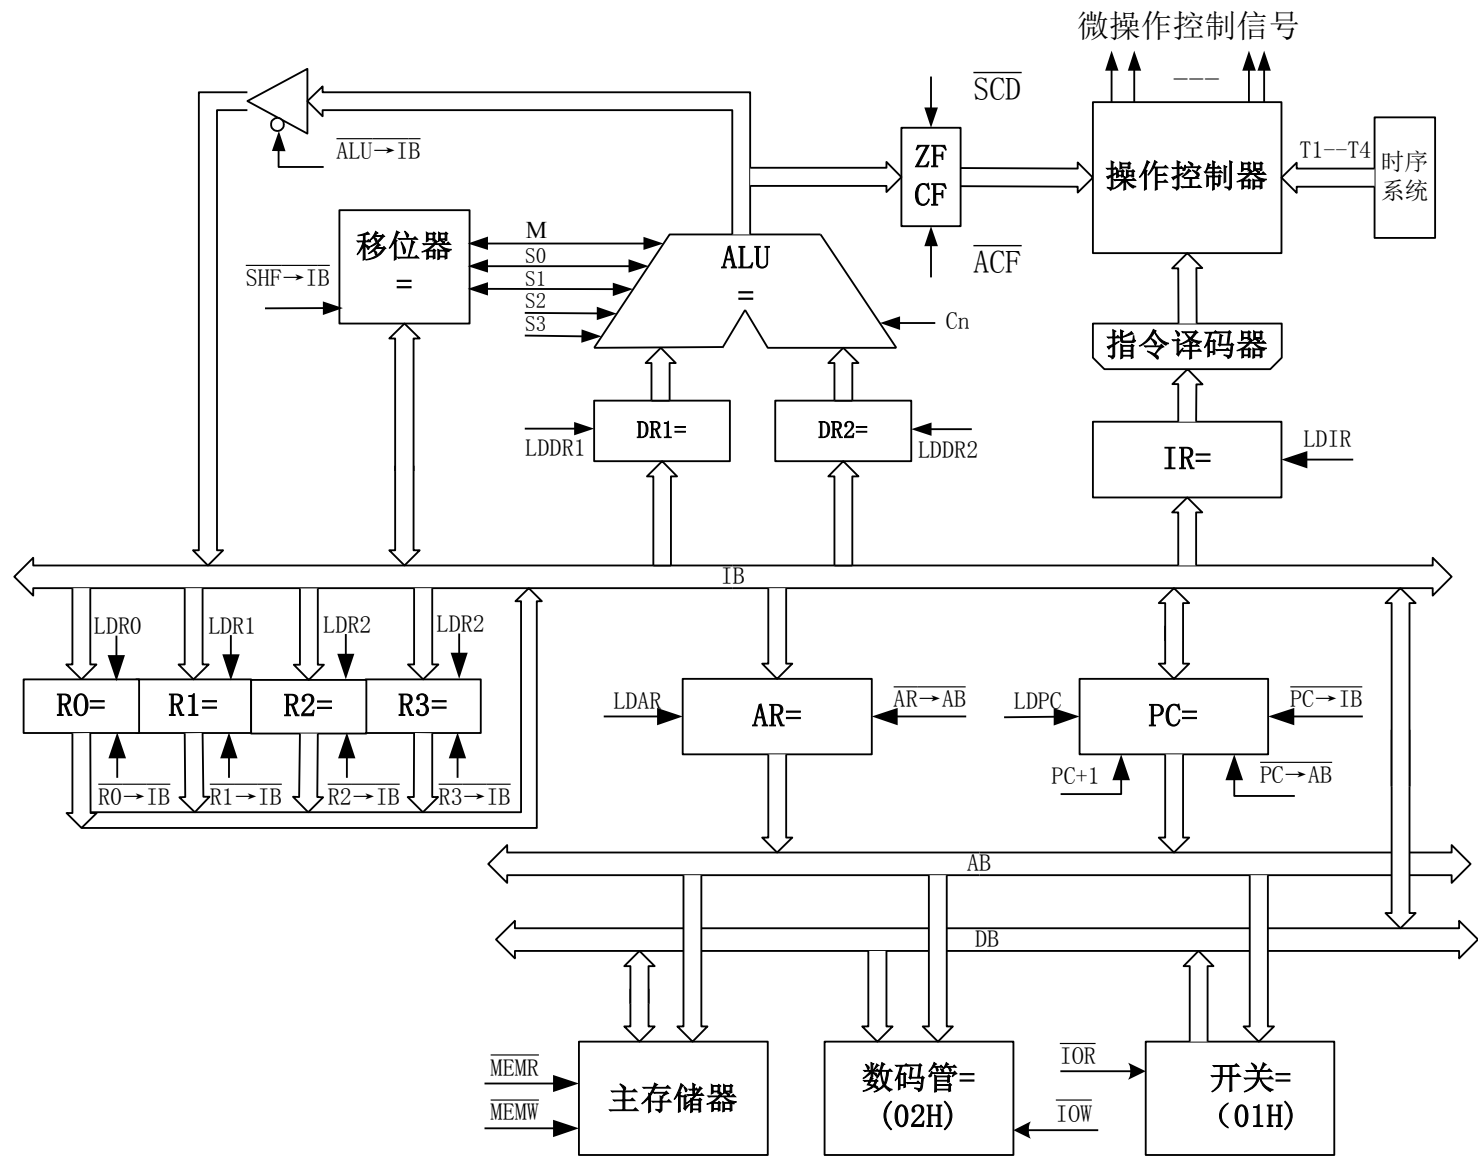 微操作控制信号
---
SCD
ALU→IB
ZF
CF
操作控制器
T1--T4
时序
系统
移位器
=
M
S0
S1
S2
S3
ALU
=
ACF
SHF→IB
Cn
指令译码器
DR1=
DR2=
LDDR1
LDDR2
IR=
LDIR
IB
LDR0
LDR1
LDR2
LDR2
R0=
R1=
R2=
R3=
LDAR
AR=
AR→AB
LDPC
PC=
PC→IB
R0→IB
R1→IB
R2→IB
R3→IB
PC+1
PC→AB
AB
DB
MEMR
MEMW
主存储器
数码管=
(02H)
IOR
IOW
开关=
（01H)